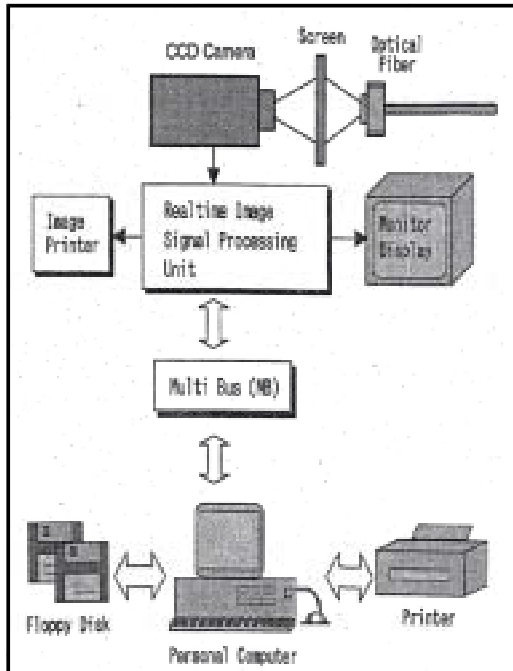 Screen
Optical
Fiber
CCD Camera
Image
Printer
Realtime Image
Signal Processing
Unit
Monitor
Display
Multi Bus (NB)
Floppy Disk
Personal Computer
Printer